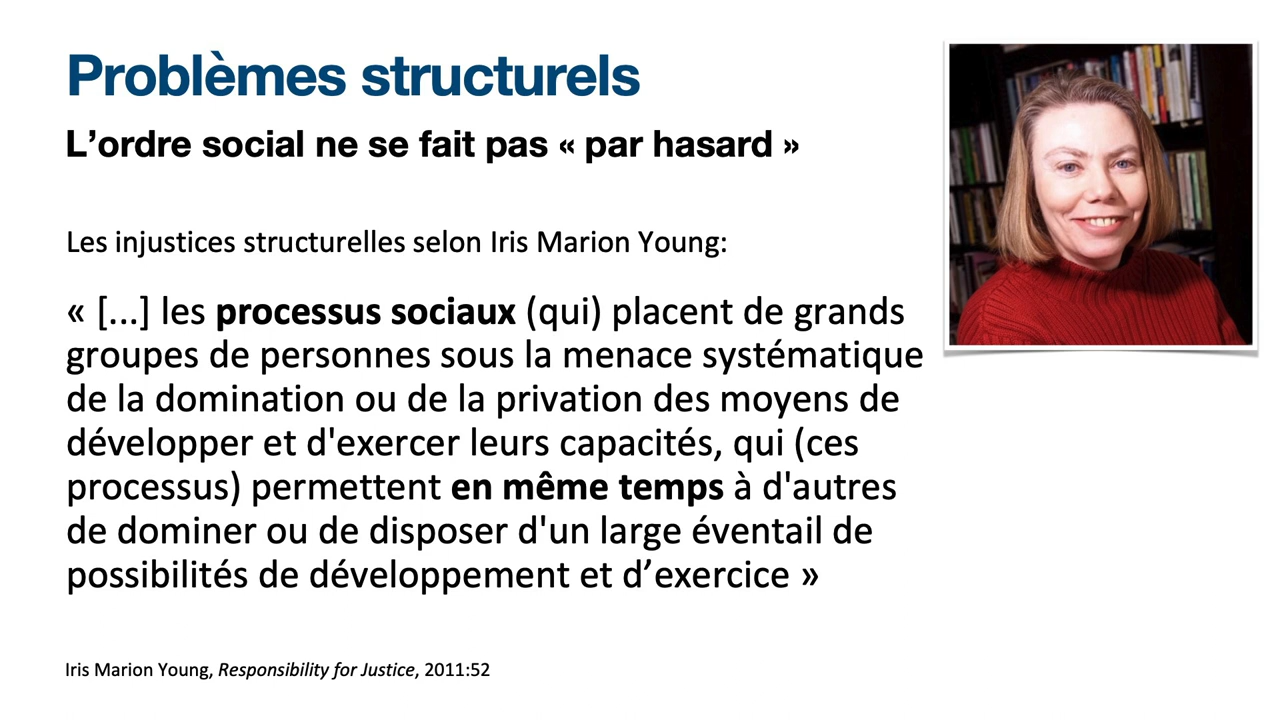 Problèmes structurels
L’ordre social ne se fait pas « par hasard »
Les injustices structurelles selon Iris Marion Young:
« [...] les processus sociaux (qui) placent de grands
groupes de personnes sous la menace systématique
de la domination ou de la privation des moyens de
développer et d'exercer leurs capacités, qui (ces
processus) permettent en même temps à d'autres
de dominer ou de disposer d'un large éventail de
possibilités de développement et d’exercice »
Iris Marion Young, Responsibility for Justice, 2011:52